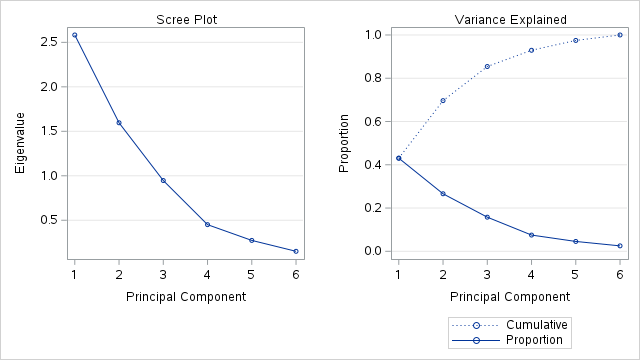 Scree Plot
Eigenvalue
2.5
2.0
1.5
1.0
0.5
1 2 3 4 5 6
Principal Component
Variance Explained
Proportion
1.0
0.8
0.6
0.4
0.2
0.0
1 2 3 4 5 6
Principal Component
Cumulative
Proportion